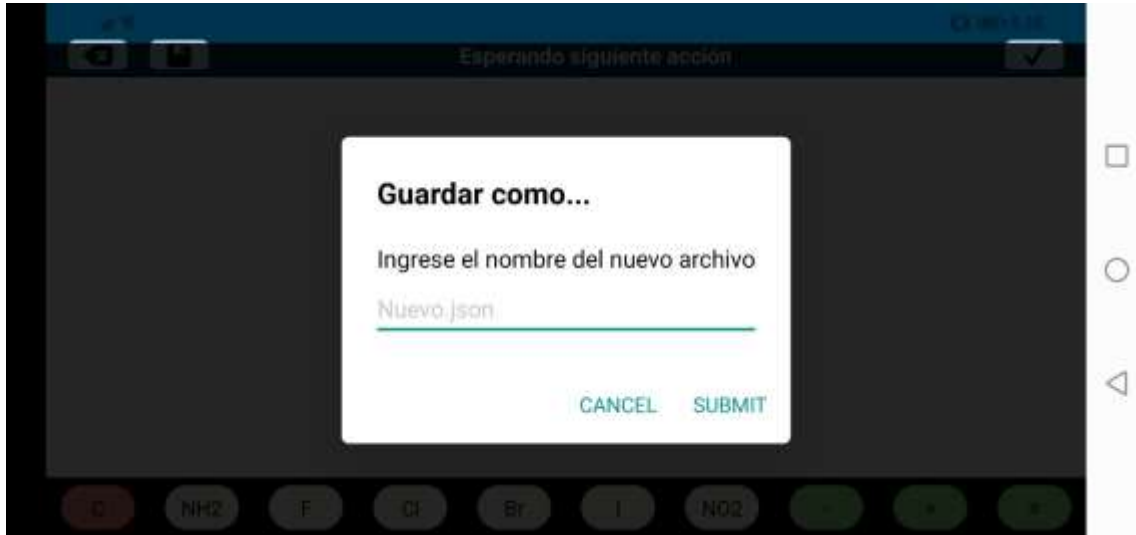 Esperando siguiente acción
Guardar como...
Ingrese el nombre del nuevo archivo
Nuevo.json
CANCEL SUBMIT
NH2 F Cl Br I NO2